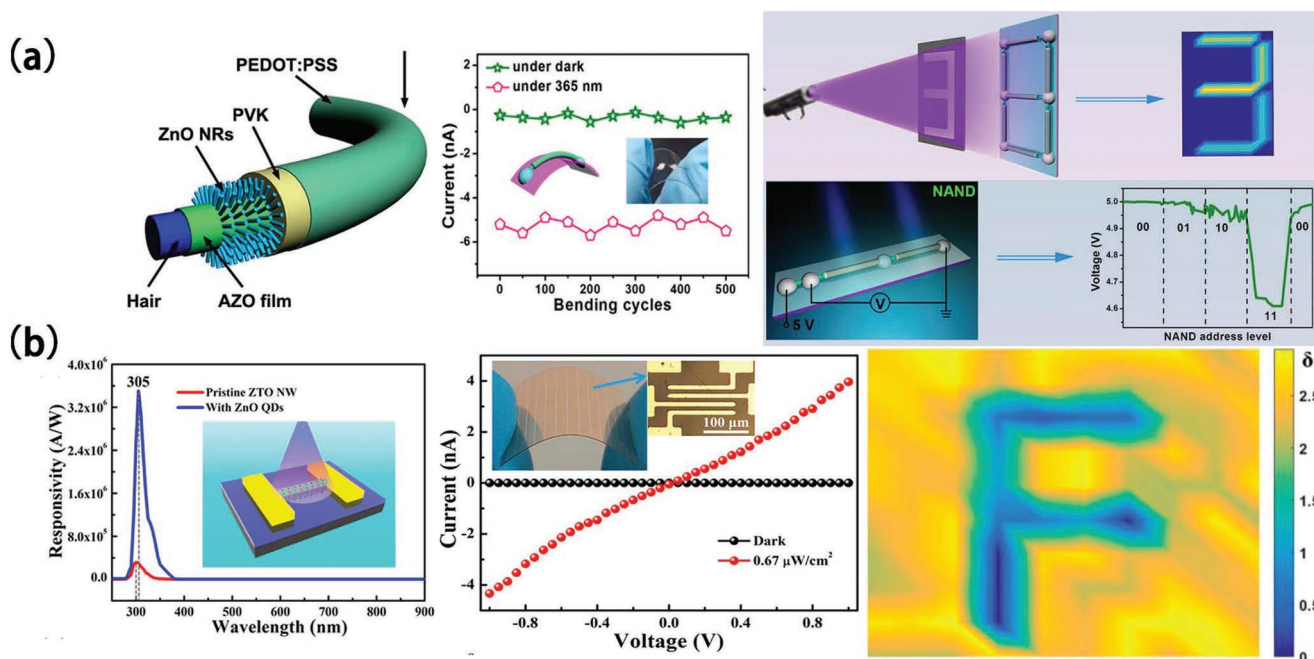 (a)
PEDOT:PSS
PVK
ZnO NRs
Hair
AZO film
2
0
-2
-4
-6
Current (nA)
under dark
under 365 nm
0 100 200 300 400 500
Bending cycles
NAND
V
5 V
5.0
4.9
4.8
4.7
4.6
Voltage (V)
00
01
10
11
00
NAND address level
(b)
4.0x10⁶
3.2x10⁶
2.4x10⁶
1.6x10⁶
8.0x10⁵
0.0
Responsivity (A/W)
305
Pristine ZTO NW
With ZnO QDs
300 400 500 600 700 800 900
Wavelength (nm)
4
2
0
-2
-4
Current (nA)
100 μm
Dark
0.67 μW/cm²
-0.8 -0.4 0.0 0.4 0.8
Voltage (V)
δ
2.5
2
1.5
1
0.5
0